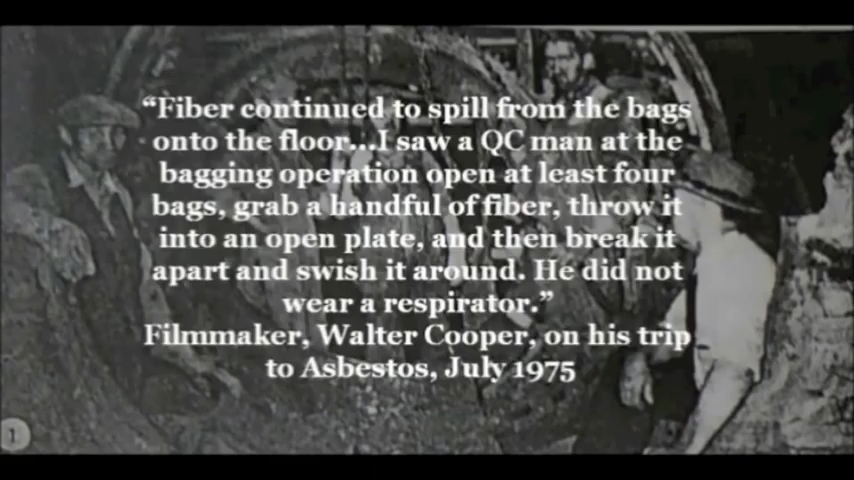 “Fiber continued to spill from the bags
onto the floor...I saw a QC man at the
bagging operation open at least four
bags, grab a handful of fiber, throw it
into an open plate, and then break it
apart and swish it around. He did not
wear a respirator.”
Filmmaker, Walter Cooper, on his trip
to Asbestos, July 1975
1